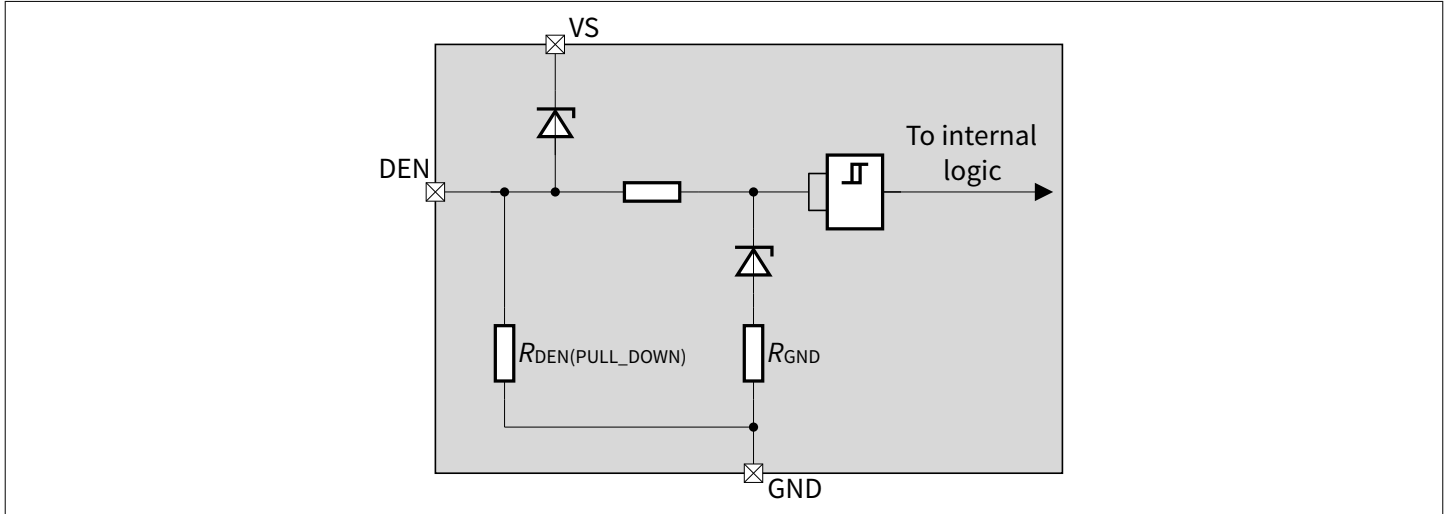 VS
To internal
logic
DEN
RDEN(PULL_DOWN)
RGND
GND